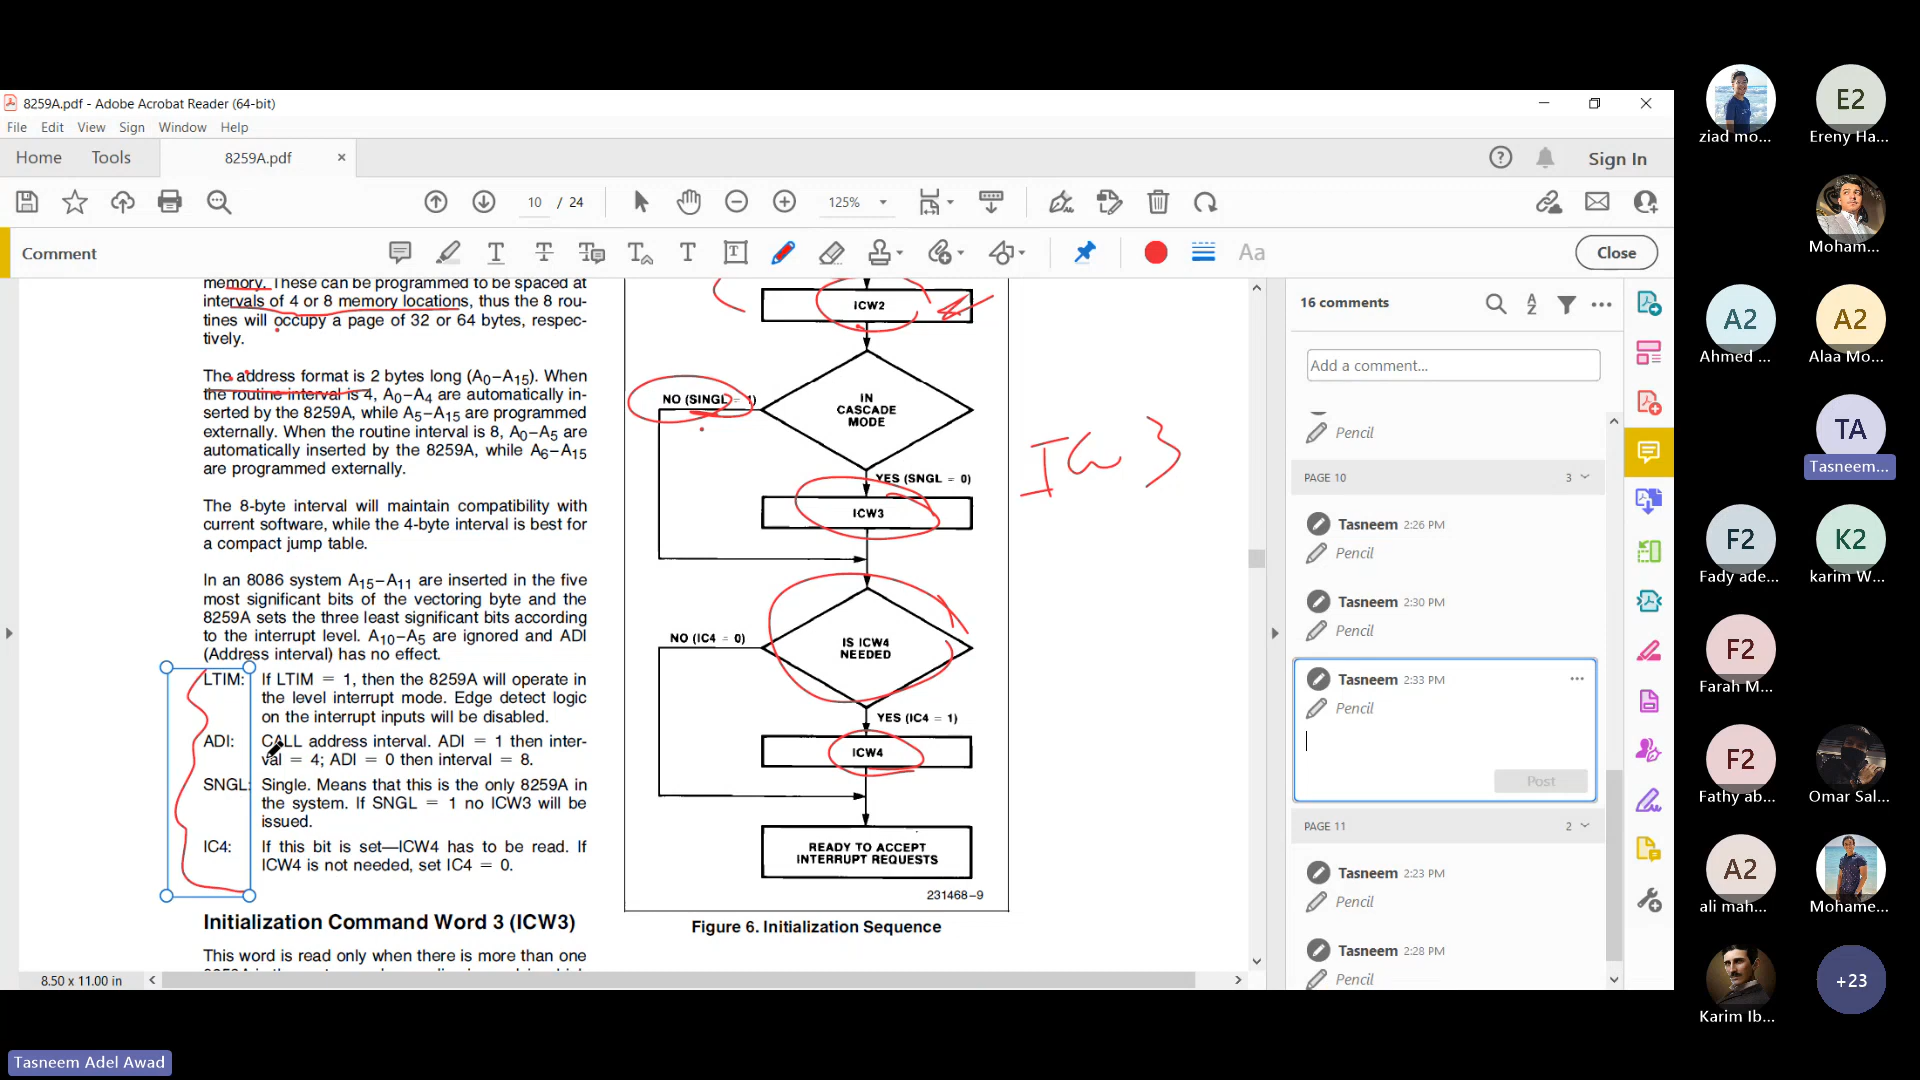 8259A.pdf - Adobe Acrobat Reader (64-bit)
File Edit View Sign Window Help
Home Tools 8259A.pdf × Sign In
10 / 24 125%
Comment Close
memory. These can be programmed to be spaced at
intervals of 4 or 8 memory locations, thus the 8 rou-
tines will occupy a page of 32 or 64 bytes, respec-
tively.
The address format is 2 bytes long (A0–A15). When
the routine interval is 4, A0–A4 are automatically in-
serted by the 8259A, while A5–A15 are programmed
externally. When the routine interval is 8, A0–A5 are
automatically inserted by the 8259A, while A6–A15
are programmed externally.
The 8-byte interval will maintain compatibility with
current software, while the 4-byte interval is best for
a compact jump table.
In an 8086 system A15–A11 are inserted in the five
most significant bits of the vectoring byte and the
8259A sets the three least significant bits according
to the interrupt level. A10–A5 are ignored and ADI
(Address interval) has no effect.
LTIM: If LTIM = 1, then the 8259A will operate in
the level interrupt mode. Edge detect logic
on the interrupt inputs will be disabled.
ADI: CALL address interval. ADI = 1 then inter-
val = 4; ADI = 0 then interval = 8.
SNGL: Single. Means that this is the only 8259A in
the system. If SNGL = 1 no ICW3 will be
issued.
IC4: If this bit is set—ICW4 has to be read. If
ICW4 is not needed, set IC4 = 0.
Initialization Command Word 3 (ICW3)
This word is read only when there is more than one
ICW2
NO (SINGL = 1)
IN
CASCADE
MODE
YES (SNGL = 0)
ICW3
ICW 3
NO (IC4 = 0)
IS ICW4
NEEDED
YES (IC4 = 1)
ICW4
READY TO ACCEPT
INTERRUPT REQUESTS
231468–9
Figure 6. Initialization Sequence
8.50 x 11.00 in
16 comments
Add a comment...
Pencil
PAGE 10 3
Tasneem 2:26 PM
Pencil
Tasneem 2:30 PM
Pencil
Tasneem 2:33 PM
Pencil
Post
PAGE 11 2
Tasneem 2:23 PM
Pencil
Tasneem 2:28 PM
Pencil
ziad mo...
E2
Ereny Ha...
Moham...
A2
Ahmed ...
A2
Alaa Mo...
TA
Tasneem...
F2
Fady ade...
K2
karim W...
F2
Farah M...
F2
Fathy ab...
Omar Sal...
A2
ali mah...
Mohame...
Karim Ib...
+23
Tasneem Adel Awad